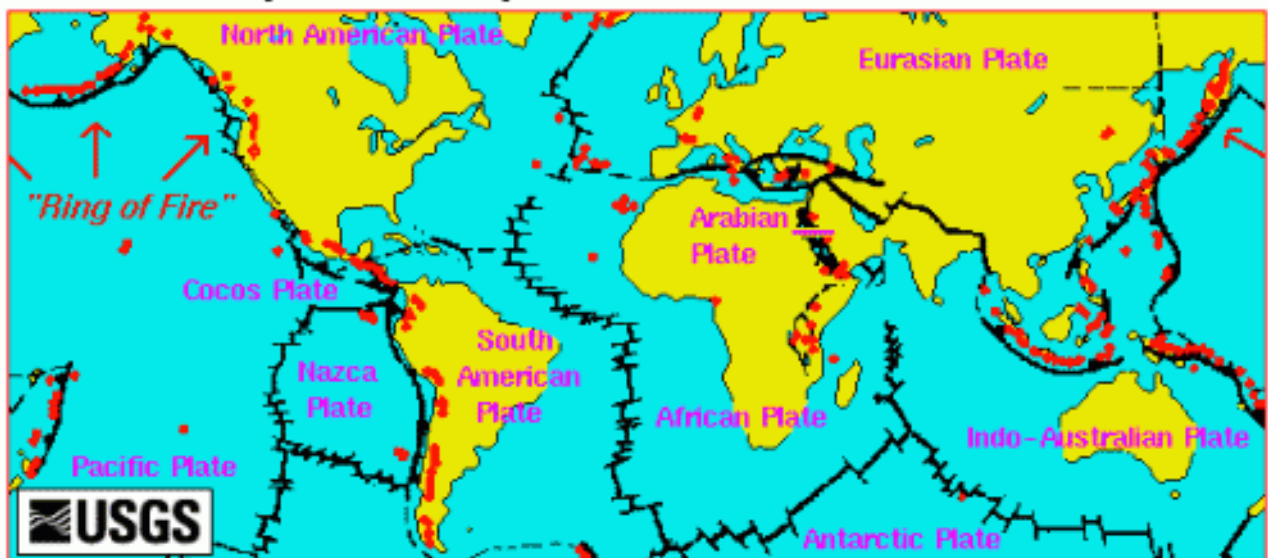 North American Plate
Eurasian Plate
"Ring of Fire"
Arabian
Plate
Cocos Plate
South
American
Plate
Nazca
Plate
African Plate
Indo-Australian Plate
Pacific Plate
USGS
Antarctic Plate